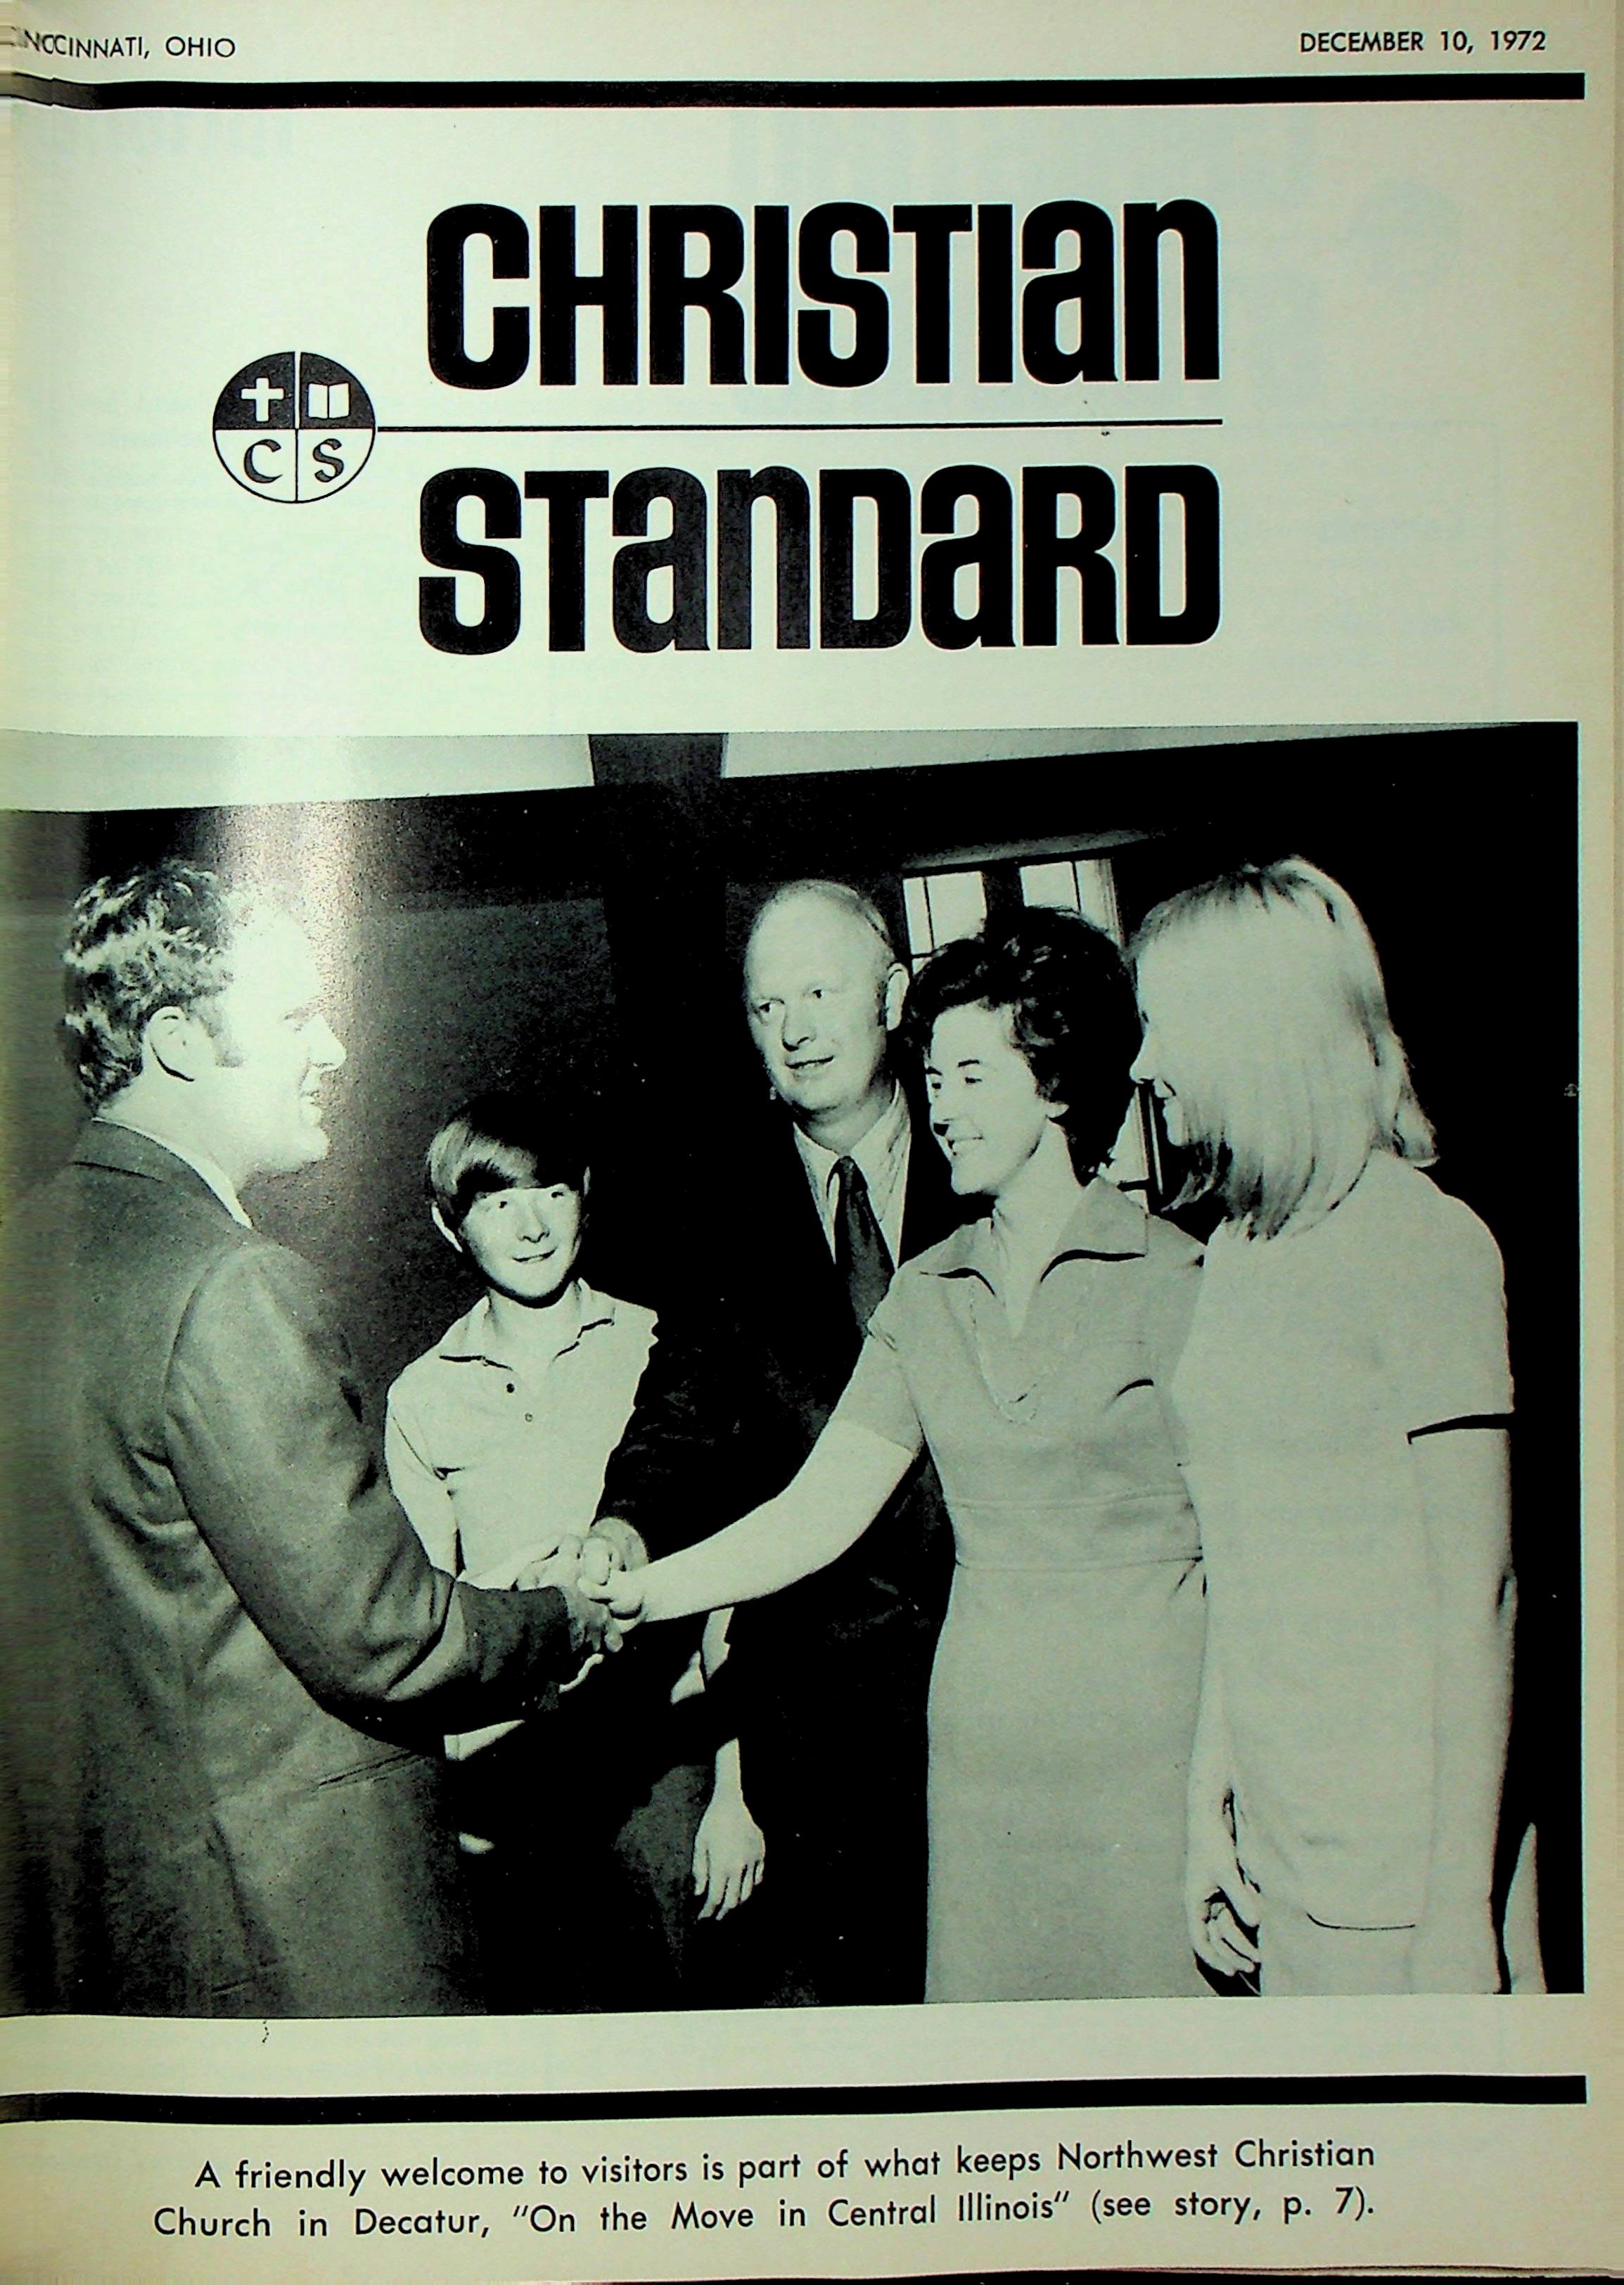 CINCINNATI, OHIO
DECEMBER 10, 1972
CHRISTIAN
C S
STANDARD
A friendly welcome to visitors is part of what keeps Northwest Christian
Church in Decatur, "On the Move in Central Illinois" (see story, p. 7).